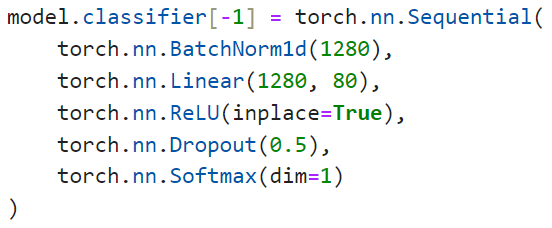 model.classifier[-1] = torch.nn.Sequential(
    torch.nn.BatchNorm1d(1280),
    torch.nn.Linear(1280, 80),
    torch.nn.ReLU(inplace=True),
    torch.nn.Dropout(0.5),
    torch.nn.Softmax(dim=1)
)